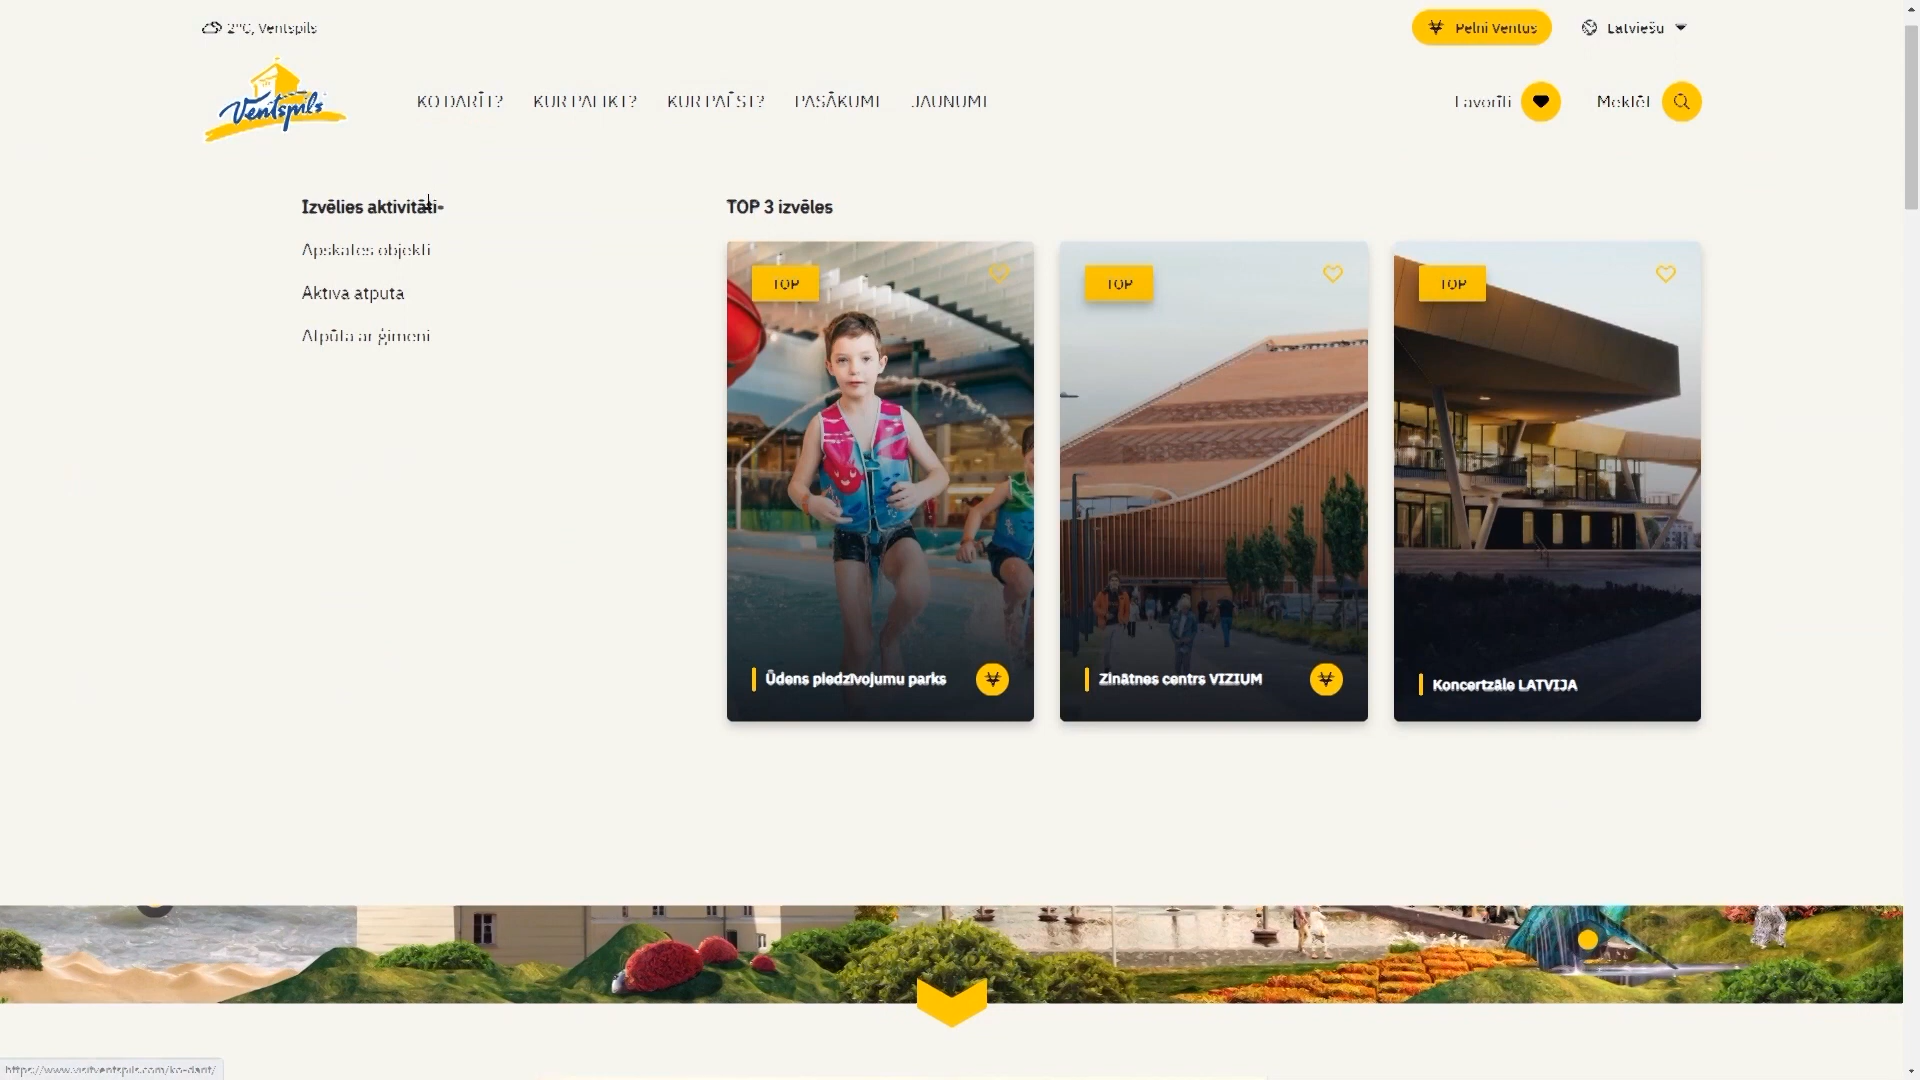 2°C, Ventspils
Pelni Ventus
Latviešu
Ventspils
KO DARĪT?
KUR PALIKT?
KUR PAĒST?
PASĀKUMI
JAUNUMI
Favorīti
Meklēt
Izvēlies aktivitāti-
Apskates objekti
Aktīvā atpūta
Atpūta ar ģimeni
TOP 3 izvēles
TOP
TOP
TOP
Ūdens piedzīvojumu parks
Zinātnes centrs VIZIUM
Koncertzāle LATVIJA
https://www.visitventspils.com/ko-darit/